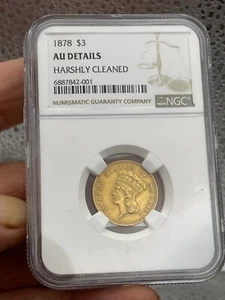 1878 $3
AU DETAILS
HARSHLY CLEANED
6887842-001
NUMISMATIC GUARANTY COMPANY
NGC